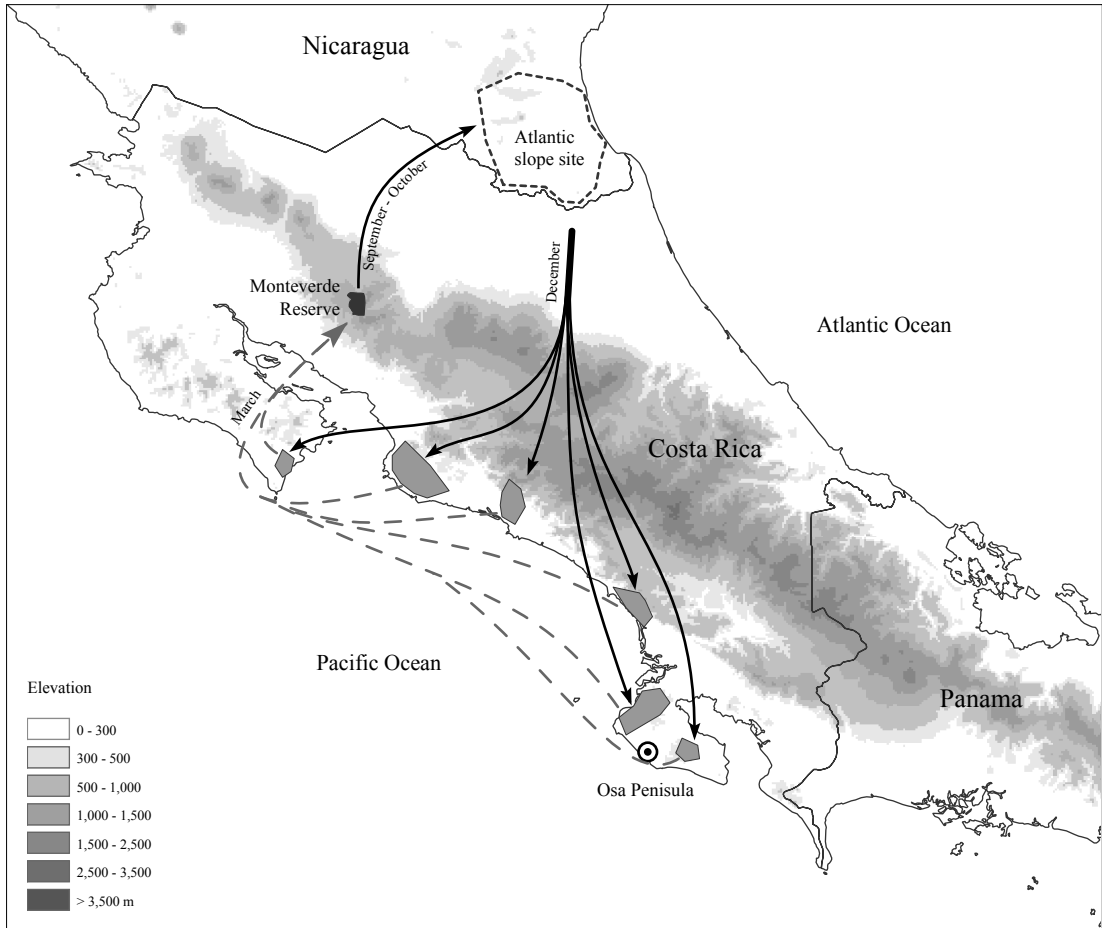 Nicaragua
Atlantic
slope site
September - October
December
Monteverde
Reserve
Atlantic Ocean
March
Costa Rica
Pacific Ocean
Panama
Osa Penisula
Elevation
0 - 300
300 - 500
500 - 1,000
1,000 - 1,500
1,500 - 2,500
2,500 - 3,500
> 3,500 m